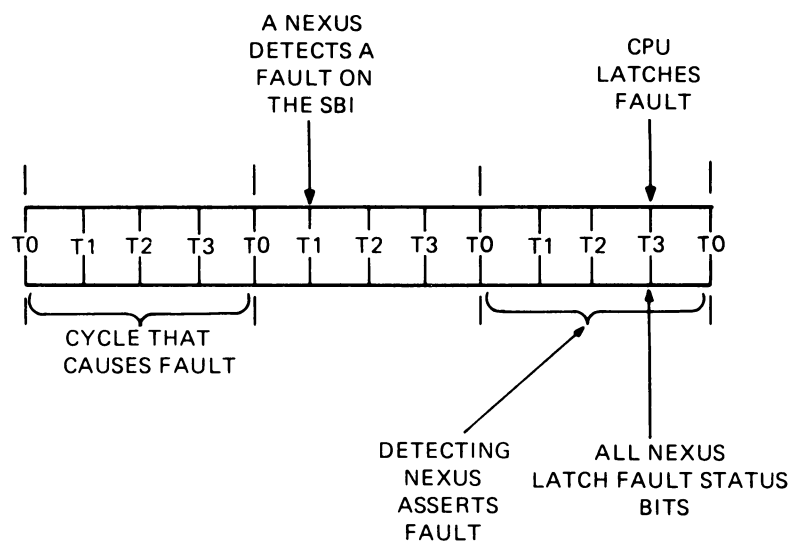 A NEXUS
DETECTS A
FAULT ON
THE SBI
CPU
LATCHES
FAULT
T0 T1 T2 T3 T0 T1 T2 T3 T0 T1 T2 T3 T0
CYCLE THAT
CAUSES FAULT
DETECTING
NEXUS
ASSERTS
FAULT
ALL NEXUS
LATCH FAULT STATUS
BITS